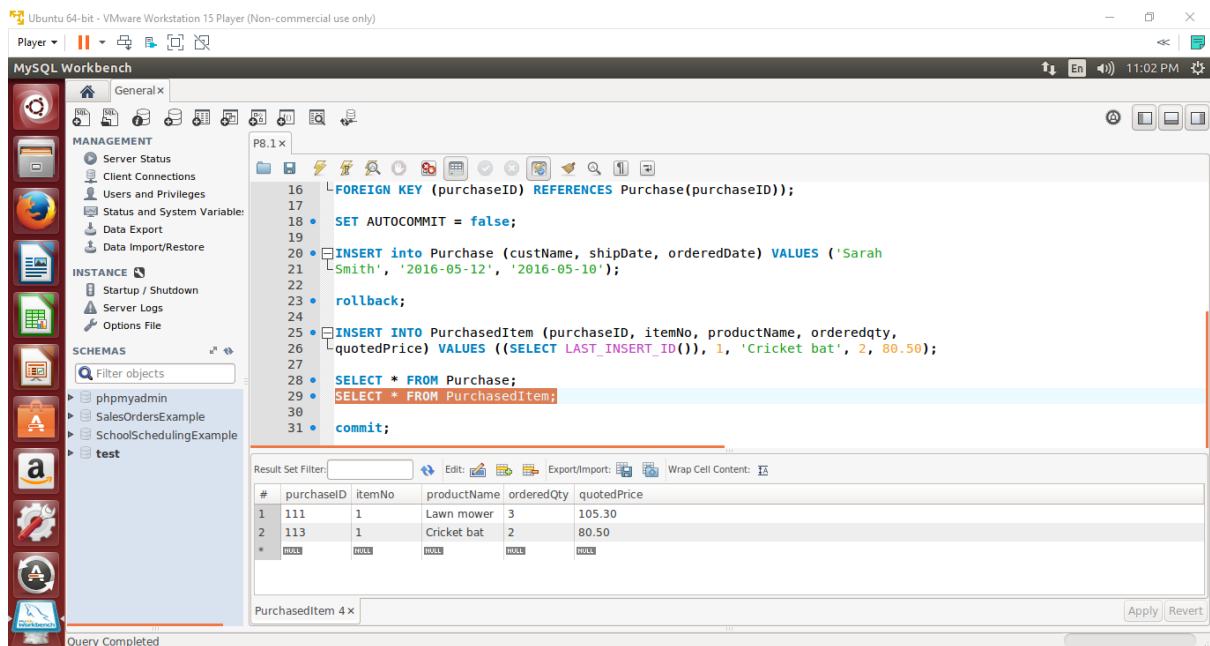 Ubuntu 64-bit - VMware Workstation 15 Player (Non-commercial use only)
Player
MySQL Workbench En 11:02 PM
General ×
MANAGEMENT
Server Status
Client Connections
Users and Privileges
Status and System Variable
Data Export
Data Import/Restore
INSTANCE
Startup / Shutdown
Server Logs
Options File
SCHEMAS
Filter objects
phpmyadmin
SalesOrdersExample
SchoolSchedulingExample
test
P8.1 ×
16 FOREIGN KEY (purchaseID) REFERENCES Purchase(purchaseID));
17
18 SET AUTOCOMMIT = false;
19
20 INSERT into Purchase (custName, shipDate, orderedDate) VALUES ('Sarah
21 Smith', '2016-05-12', '2016-05-10');
22
23 rollback;
24
25 INSERT INTO PurchasedItem (purchaseID, itemNo, productName, orderedqty,
26 quotedPrice) VALUES ((SELECT LAST_INSERT_ID()), 1, 'Cricket bat', 2, 80.50);
27
28 SELECT * FROM Purchase;
29 SELECT * FROM PurchasedItem;
30
31 commit;
Result Set Filter: Edit: Export/Import: Wrap Cell Content:
# purchaseID itemNo productName orderedQty quotedPrice
1 111 1 Lawn mower 3 105.30
2 113 1 Cricket bat 2 80.50
* NULL NULL NULL NULL NULL
PurchasedItem 4 × Apply Revert
Query Completed